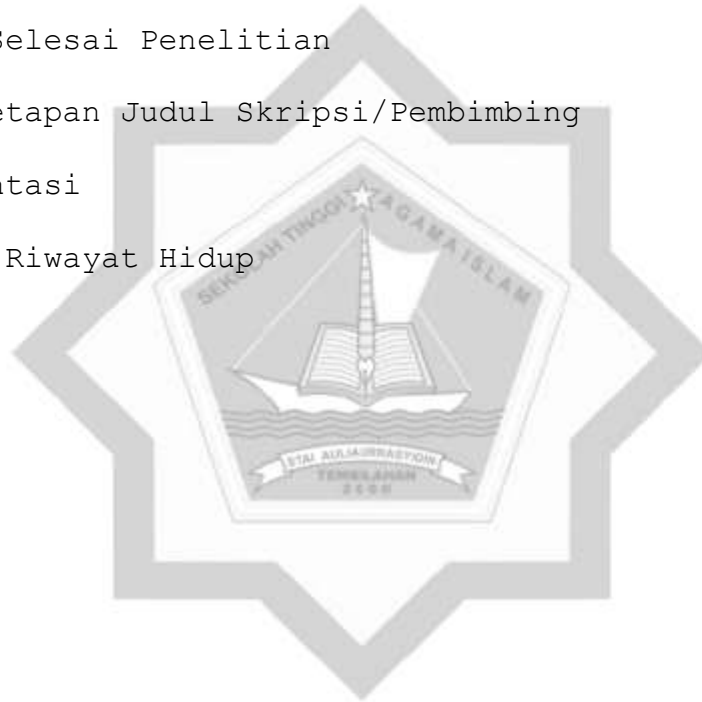 Selesai Penelitian
etapan Judul Skripsi/Pembimbing
ntasi
Riwayat Hidup
SEKOLAH TINGGI AGAMA ISLAM
STAI AULIAURRASYIDIN
TEMBILAHAN